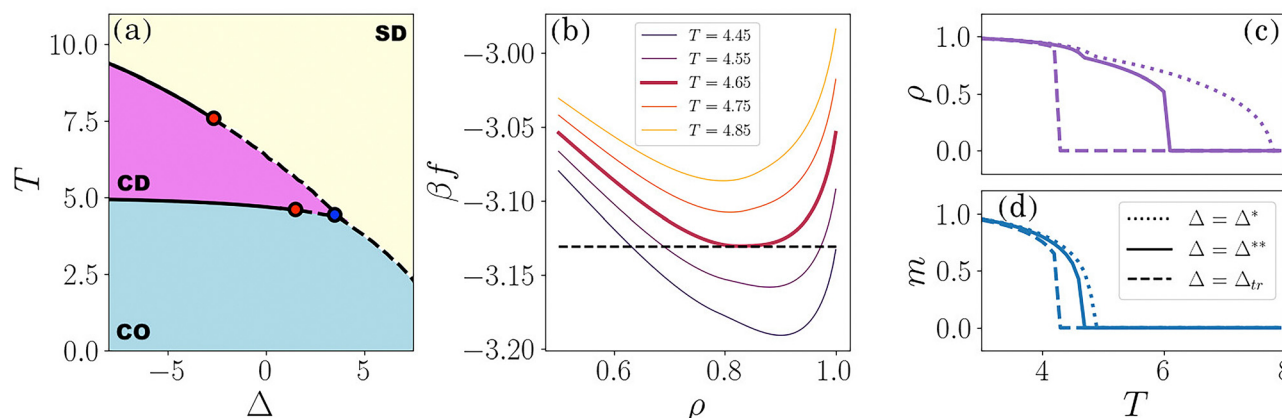 (a)
SD
CD
CO
10.0
7.5
5.0
2.5
0.0
T
−5
0
5
Δ
(b)
T = 4.45
T = 4.55
T = 4.65
T = 4.75
T = 4.85
−3.00
−3.05
−3.10
−3.15
−3.20
βf
0.6
0.8
1.0
ρ
(c)
1.0
0.5
0.0
ρ
(d)
Δ = Δ*
Δ = Δ**
Δ = Δtr
1.0
0.5
0.0
m
4
6
8
T